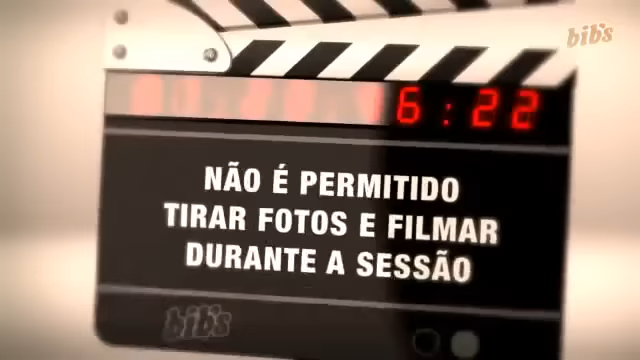 bib's
6:22
NÃO É PERMITIDO
TIRAR FOTOS E FILMAR
DURANTE A SESSÃO
bib's